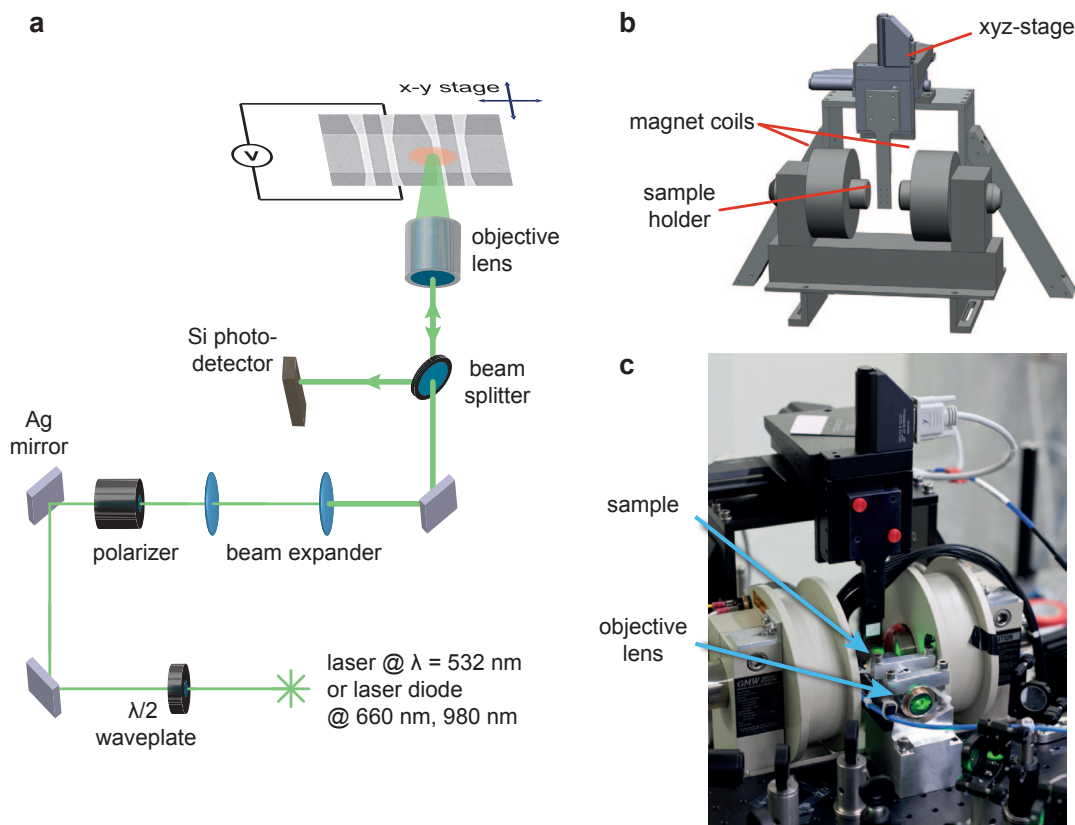 a
x-y stage
V
objective
lens
Si photo-
detector
beam
splitter
Ag
mirror
polarizer
beam expander
λ/2
waveplate
laser @ λ = 532 nm
or laser diode
@ 660 nm, 980 nm
b
xyz-stage
magnet coils
sample
holder
c
sample
objective
lens
GMW
y